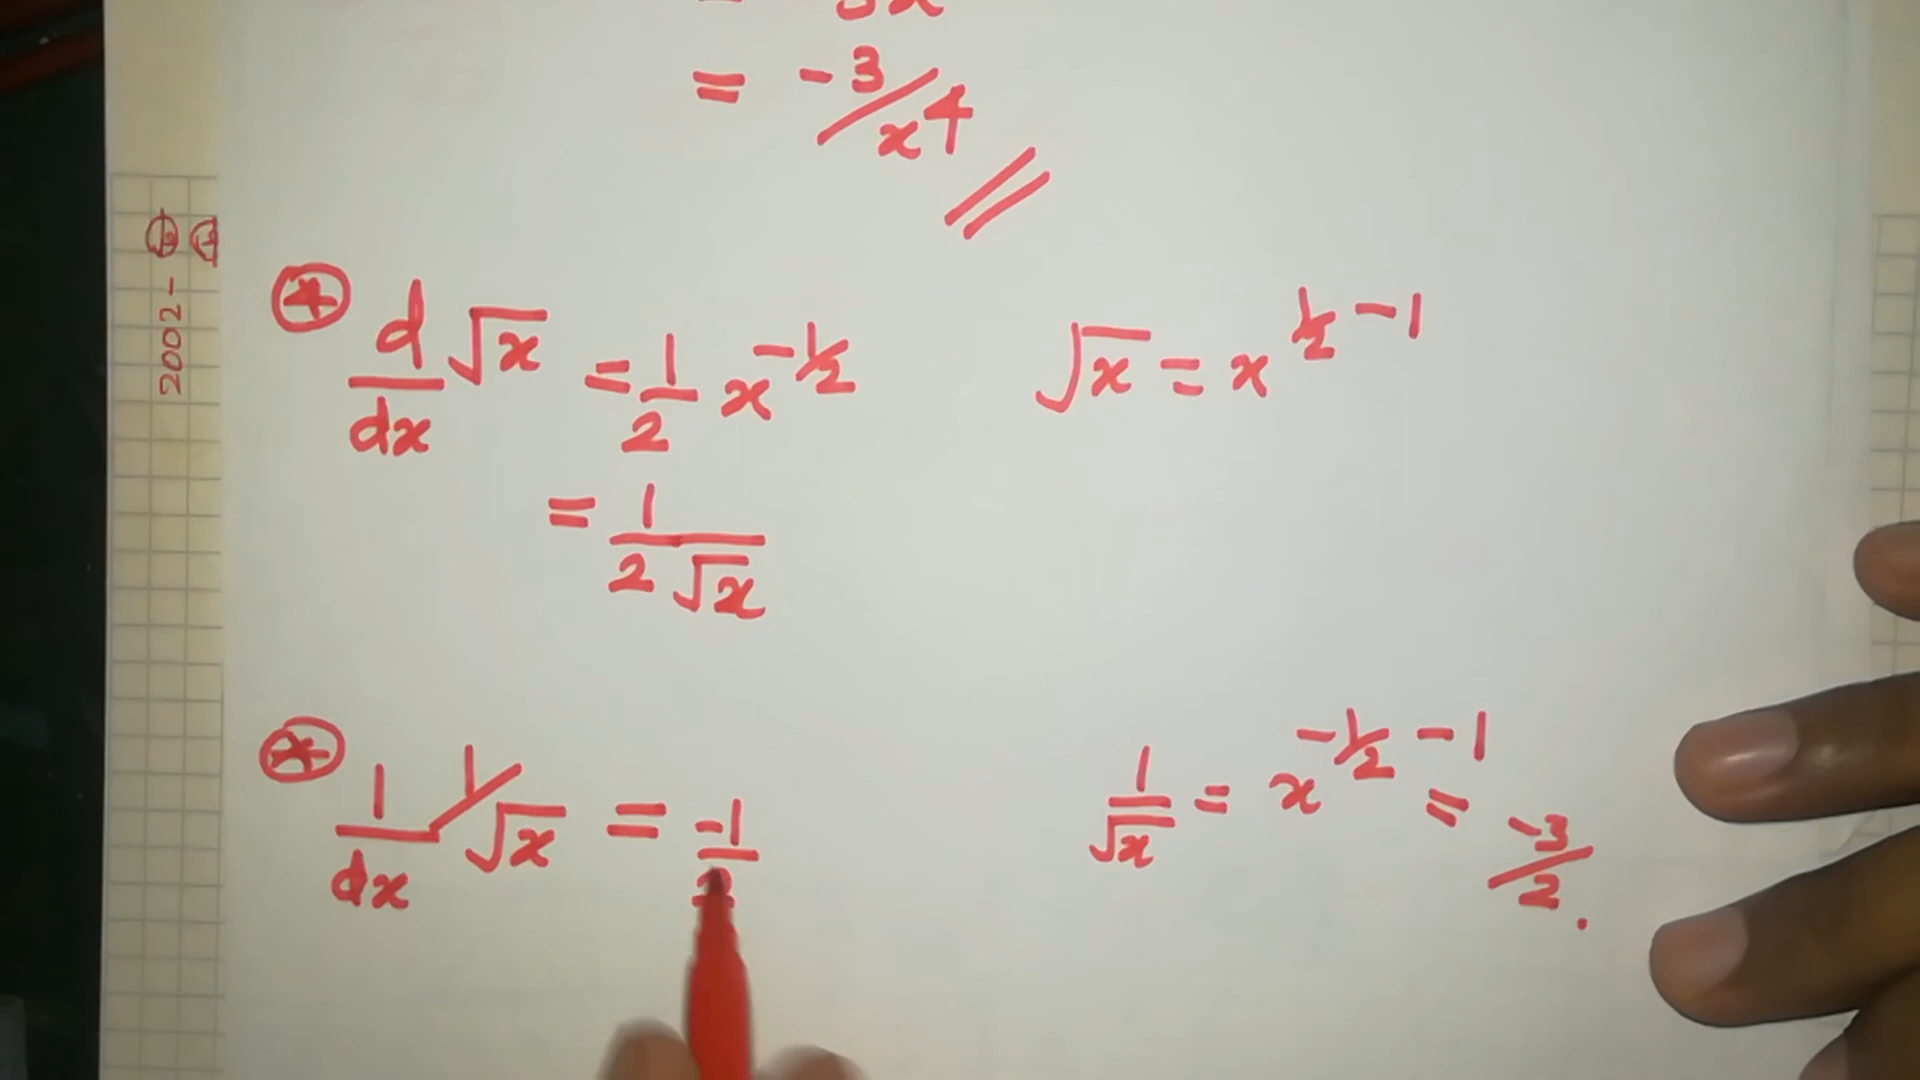 = -3/x⁴
d/dx √x = 1/2 x^-1/2
√x = x^1/2 -1
= 1/2√x
1/dx 1/√x = -1/2
1/√x = x^-1/2 -1 = -3/2.
2002 -